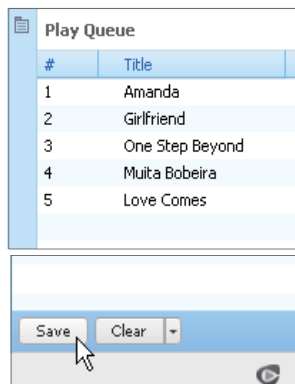 Play Queue
# Title
1 Amanda
2 Girlfriend
3 One Step Beyond
4 Muita Bobeira
5 Love Comes
Save Clear